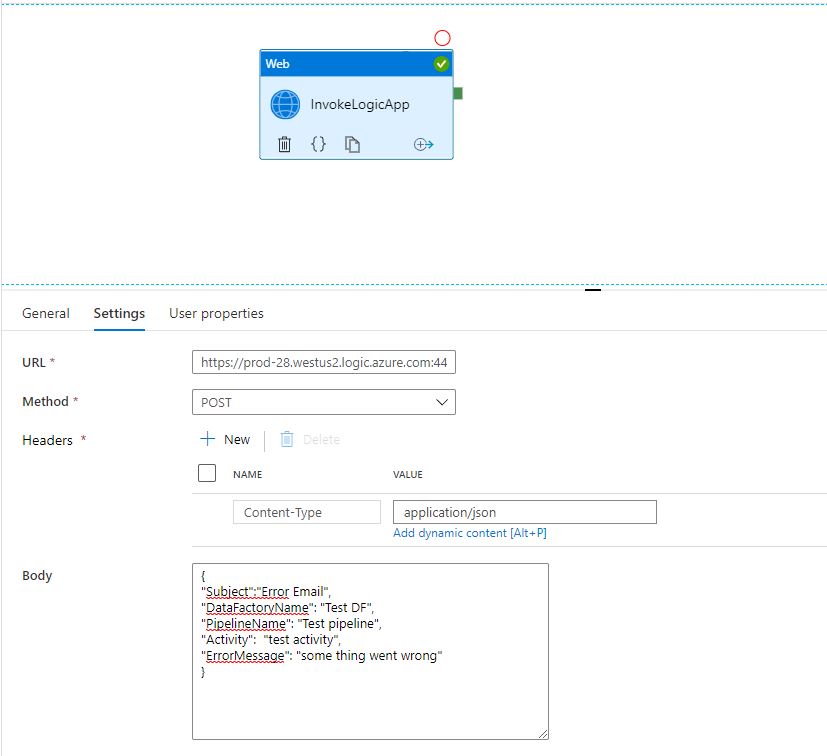 Web
InvokeLogicApp
{}
General Settings User properties
URL *
https://prod-28.westus2.logic.azure.com:44
Method *
POST
Headers *
New Delete
NAME VALUE
Content-Type application/json
Add dynamic content [Alt+P]
Body
{
"Subject":"Error Email",
"DataFactoryName": "Test DF",
"PipelineName": "Test pipeline",
"Activity":  "test activity",
"ErrorMessage": "some thing went wrong"
}